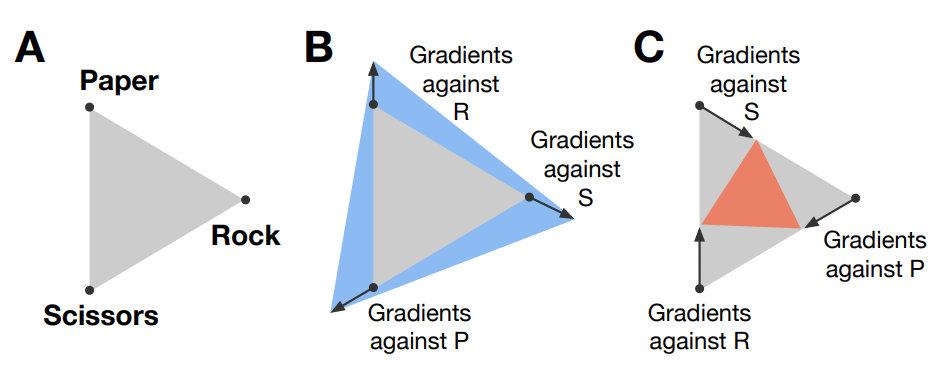 A
Paper
Rock
Scissors
B
Gradients
against
R
Gradients
against
S
Gradients
against P
C
Gradients
against
S
Gradients
against P
Gradients
against R